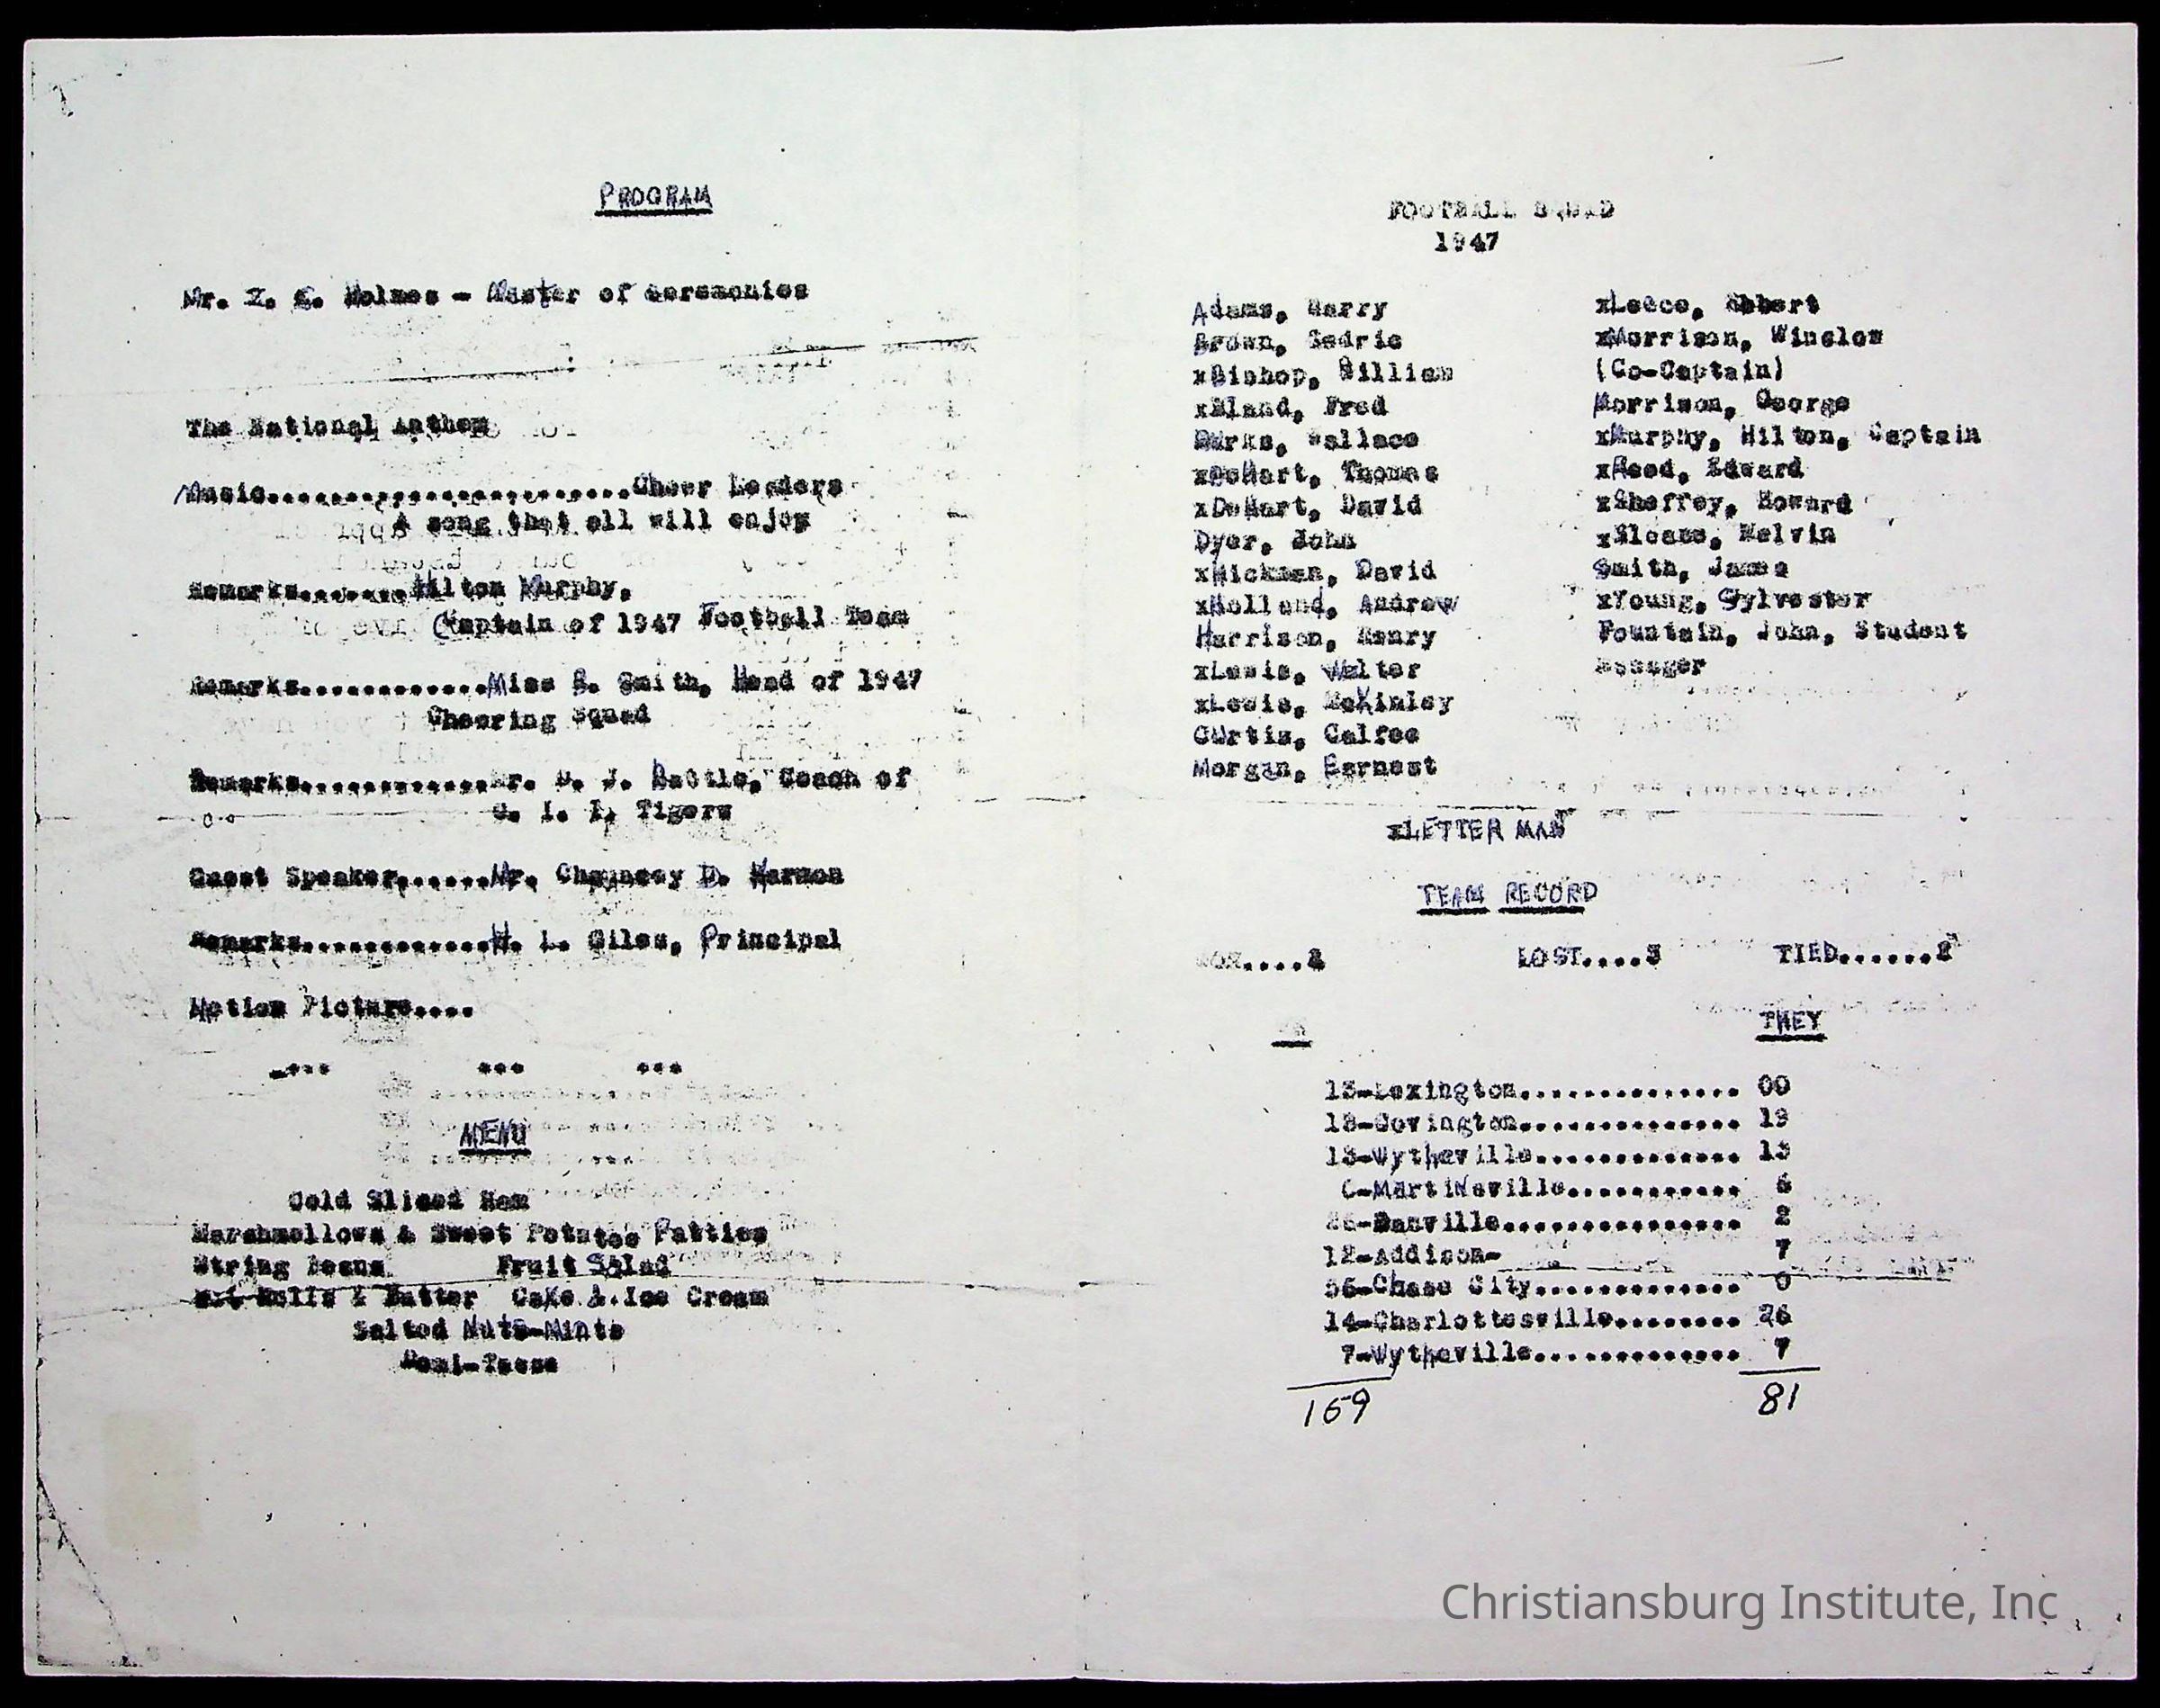 PROGRAM
Mr. Z. Holmes - Master of Ceremonies
The National Anthem
Music........................Cheer Leaders
A song that all will enjoy
Remarks.......Hilton Murphy,
Captain of 1947 Football Team
Remarks............Miss Smith, Head of 1947
Cheering Squad
Remarks............Mr. J. Battle, Coach of
I. Tigers
Guest Speaker......Mr. Chauncey D. Harmon
Remarks............H. L. Giles, Principal
Motion Picture....
... ... ...
MENU
Cold Sliced Ham
Marshmallows & Sweet Potatoe Patties
String Beans Fruit Salad
Rolls & Butter Cake & Ice Cream
Salted Nuts-Mints
Demi-Tasse
FOOTBALL SQUAD
1947
Adams, Harry
Brown, Cedric
xBishop, William
xBland, Fred
Burks, Wallace
xDeHart, Thomas
xDeHart, David
Dyer, John
xHickman, David
xHolland, Andrew
Harrison, Henry
xLewis, Walter
xLewis, McKinley
Curtis, Calfee
Morgan, Earnest
xLeece,
xMorrison, Winslow
(Co-Captain)
Morrison, George
xMurphy, Hilton, Captain
xReed, Edward
xSheffey, Howard
xSloans, Melvin
Smith, James
xYoung, Sylvester
Fountain, John, Student
Manager
xLETTER MAN
TEAM RECORD
LOST....3 TIED......2
THEY
13-Lexington............... 00
Covington............... 19
13-Wytheville.............. 13
Martinsville............ 6
Danville................ 2
12-Addison- 7
Chase City.............. 0
14-Charlottesville......... 26
7-Wytheville.............. 7
169 81
Christiansburg Institute, Inc